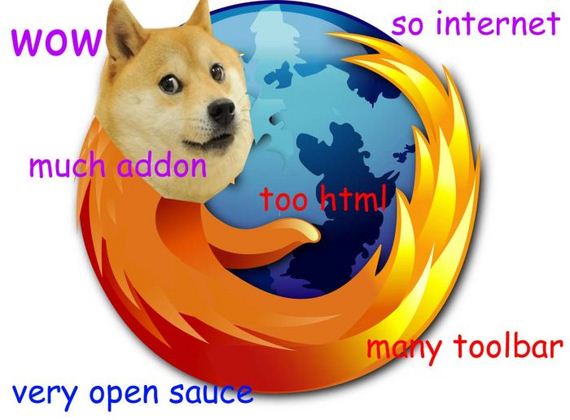 wow
so internet
much addon
too html
many toolbar
very open sauce